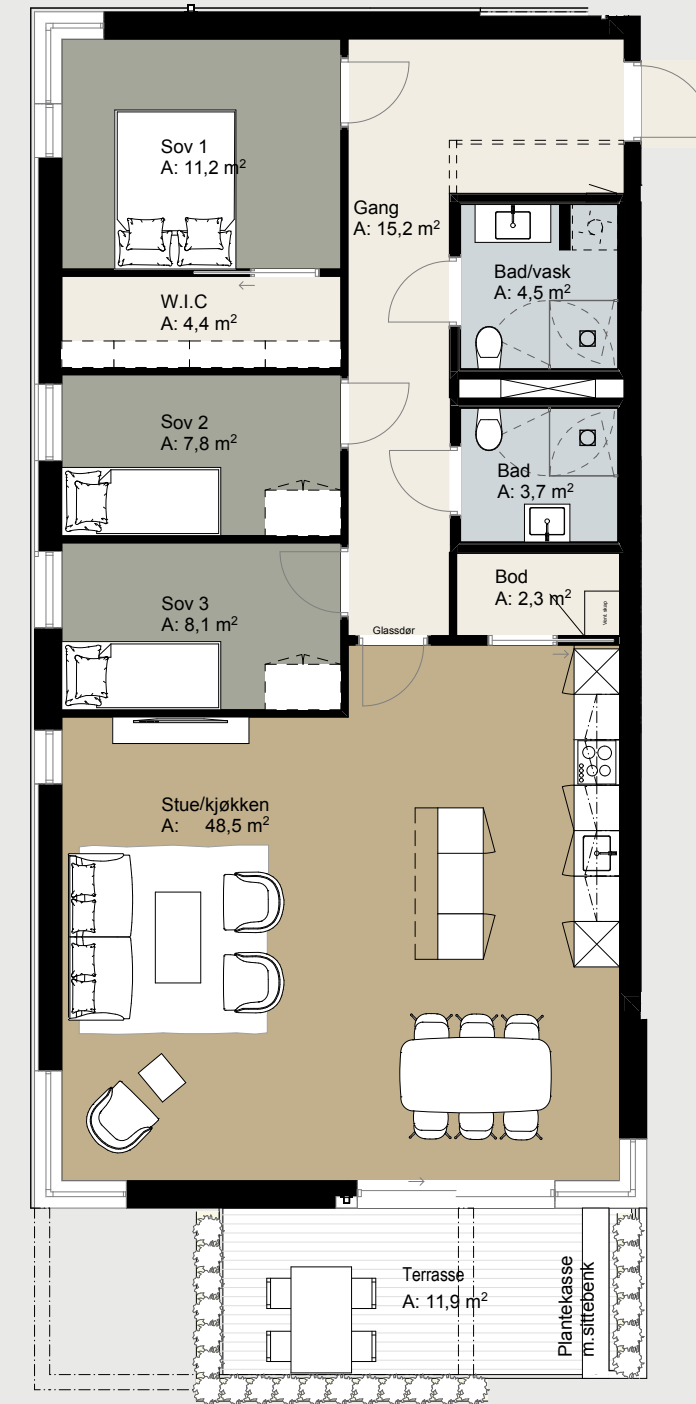 Sov 1
A: 11,2 m²
Gang
A: 15,2 m²
Bad/vask
A: 4,5 m²
W.I.C
A: 4,4 m²
Sov 2
A: 7,8 m²
Bad
A: 3,7 m²
Bod
A: 2,3 m²
Vent skap
Sov 3
A: 8,1 m²
Glassdør
Stue/kjøkken
A: 48,5 m²
Terrasse
A: 11,9 m²
Plantekasse
m.sittebenk